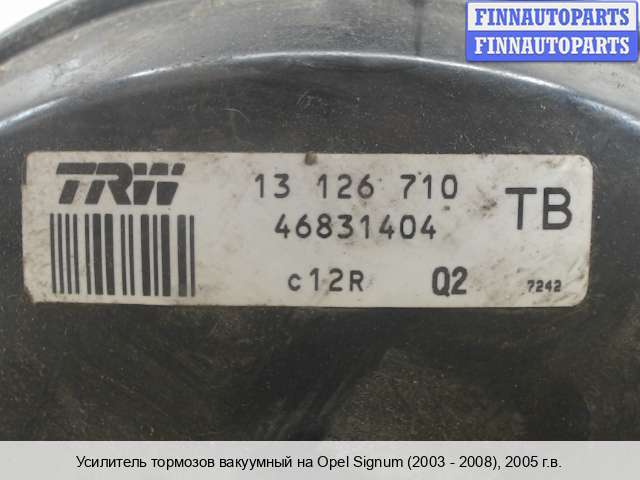 FINNAUTOPARTS
FINNAUTOPARTS
TRW
13 126 710
TB
46831404
c12R Q2 7242
Усилитель тормозов вакуумный на Opel Signum (2003 - 2008), 2005 г.в.